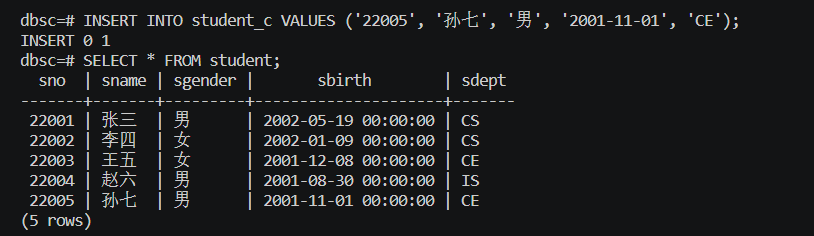 dbsc=# INSERT INTO student_c VALUES ('22005', '孙七', '男', '2001-11-01', 'CE');
INSERT 0 1
dbsc=# SELECT * FROM student;
  sno  | sname | sgender |       sbirth        | sdept
-------+-------+---------+---------------------+-------
 22001 | 张三  | 男      | 2002-05-19 00:00:00 | CS
 22002 | 李四  | 女      | 2002-01-09 00:00:00 | CS
 22003 | 王五  | 女      | 2001-12-08 00:00:00 | CE
 22004 | 赵六  | 男      | 2001-08-30 00:00:00 | IS
 22005 | 孙七  | 男      | 2001-11-01 00:00:00 | CE
(5 rows)